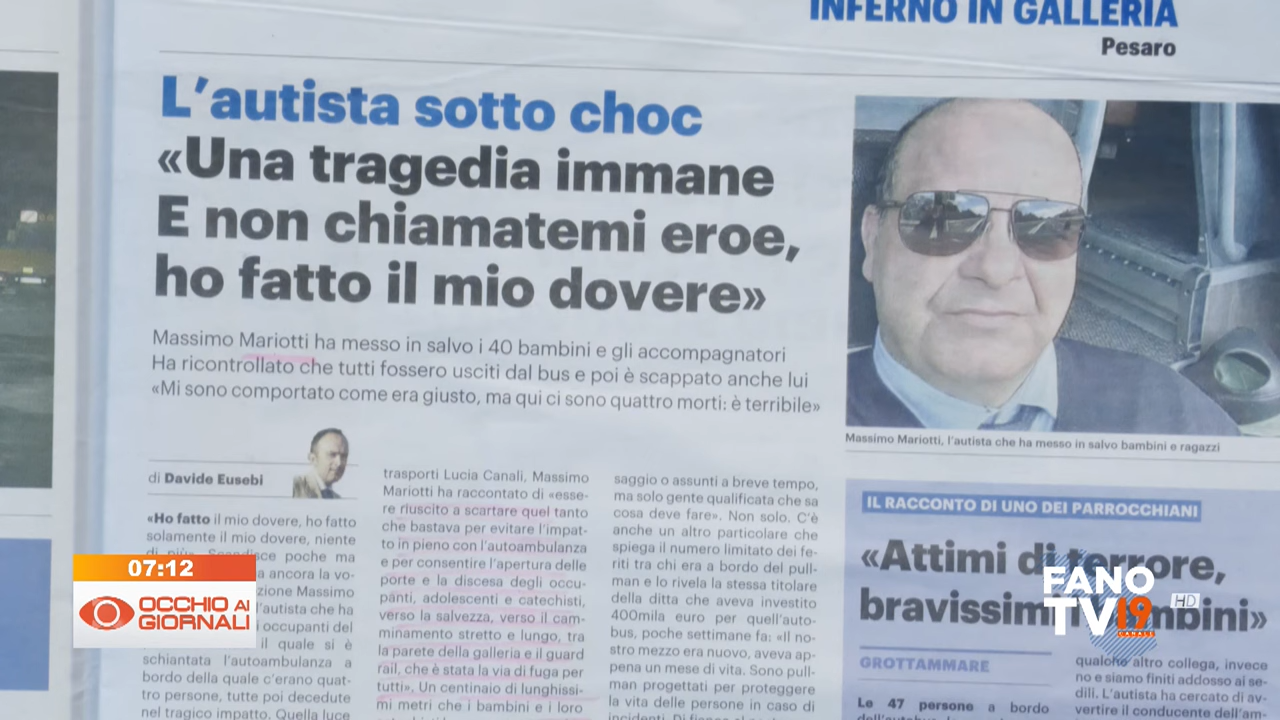 INFERNO IN GALLERIA
Pesaro
L'autista sotto choc
«Una tragedia immane
E non chiamatemi eroe,
ho fatto il mio dovere»
Massimo Mariotti ha messo in salvo i 40 bambini e gli accompagnatori
Ha ricontrollato che tutti fossero usciti dal bus e poi è scappato anche lui
«Mi sono comportato come era giusto, ma qui ci sono quattro morti: è terribile»
Massimo Mariotti, l'autista che ha messo in salvo bambini e ragazzi
di Davide Eusebi
«Ho fatto il mio dovere, ho fatto
solamente il mio dovere, niente
di più». Scandisce poche ma
a ancora la vo-
zione Massimo
l'autista che ha
i occupanti del
il quale si è
schiantata l'autoambulanza a
bordo della quale c'erano quat-
tro persone, tutte poi decedute
nel tragico impatto. Quella luce
trasporti Lucia Canali, Massimo
Mariotti ha raccontato di «esse-
re riuscito a scartare quel tanto
che bastava per evitare l'impat-
to in pieno con l'autoambulanza
e per consentire l'apertura delle
porte e la discesa degli occu-
panti, adolescenti e catechisti,
verso la salvezza, verso il cam-
minamento stretto e lungo, tra
la parete della galleria e il guard
rail, che è stata la via di fuga per
tutti». Un centinaio di lunghissi-
mi metri che i bambini e i loro
saggio o assunti a breve tempo,
ma solo gente qualificata che sa
cosa deve fare». Non solo. C'è
anche un altro particolare che
spiega il numero limitato dei fe-
riti tra chi era a bordo del pull-
man e lo rivela la stessa titolare
della ditta che aveva investito
400mila euro per quell'auto-
bus, poche settimane fa: «Il no-
stro mezzo era nuovo, aveva ap-
pena un mese di vita. Sono pull-
man progettati per proteggere
la vita delle persone in caso di
IL RACCONTO DI UNO DEI PARROCCHIANI
«Attimi di terrore,
bravissimi i bambini»
GROTTAMMARE
Le 47 persone a bordo
qualche altro collega, invece
no e siamo finiti addosso ai se-
dili. L'autista ha cercato di av-
vertire il conducente dell'am-
07:12
OCCHIO AI
GIORNALI
FANO
TV19 HD
CANALE